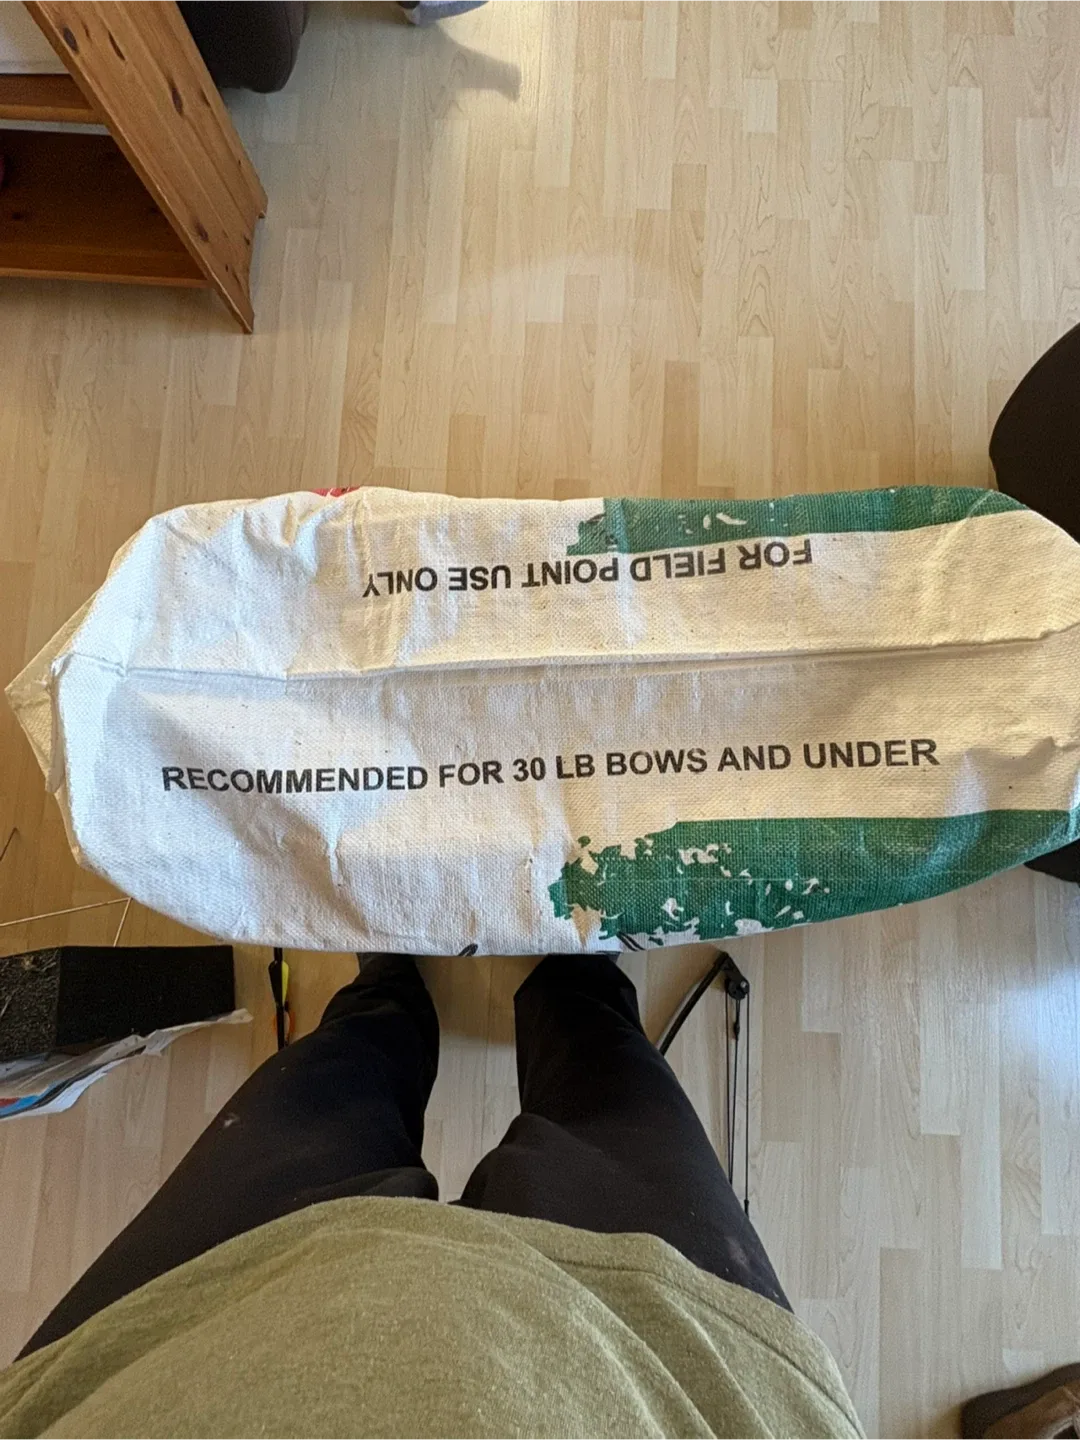 FOR FIELD POINT USE ONLY
RECOMMENDED FOR 30 LB BOWS AND UNDER